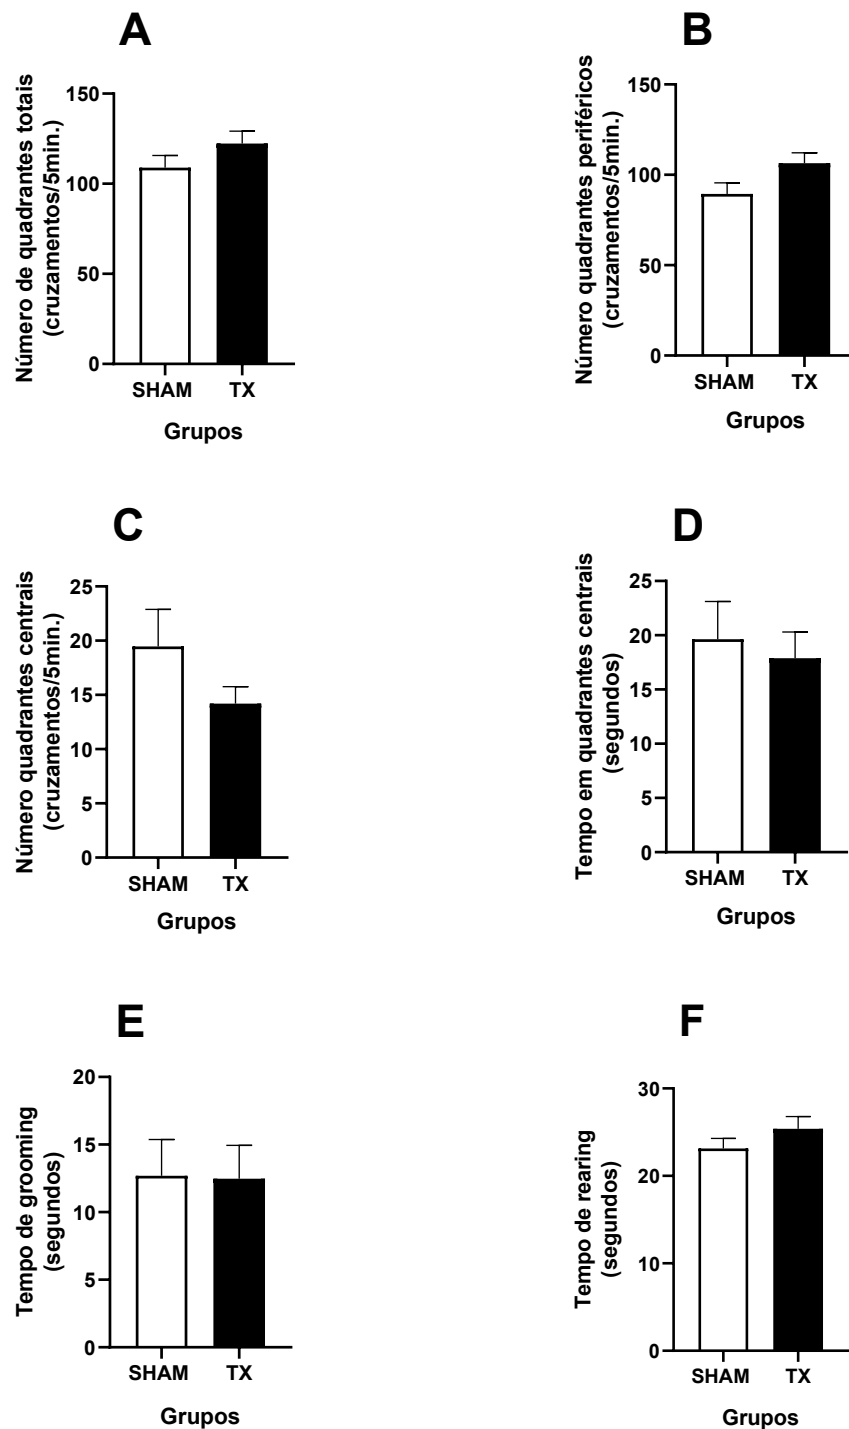 A
Número de quadrantes totais
(cruzamentos/5min.)
150
100
50
0
SHAM TX
Grupos
B
Número quadrantes periféricos
(cruzamentos/5min.)
150
100
50
0
SHAM TX
Grupos
C
Número quadrantes centrais
(cruzamentos/5min.)
25
20
15
10
5
0
SHAM TX
Grupos
D
Tempo em quadrantes centrais
(segundos)
25
20
15
10
5
0
SHAM TX
Grupos
E
Tempo de grooming
(segundos)
20
15
10
5
0
SHAM TX
Grupos
F
Tempo de rearing
(segundos)
30
20
10
0
SHAM TX
Grupos